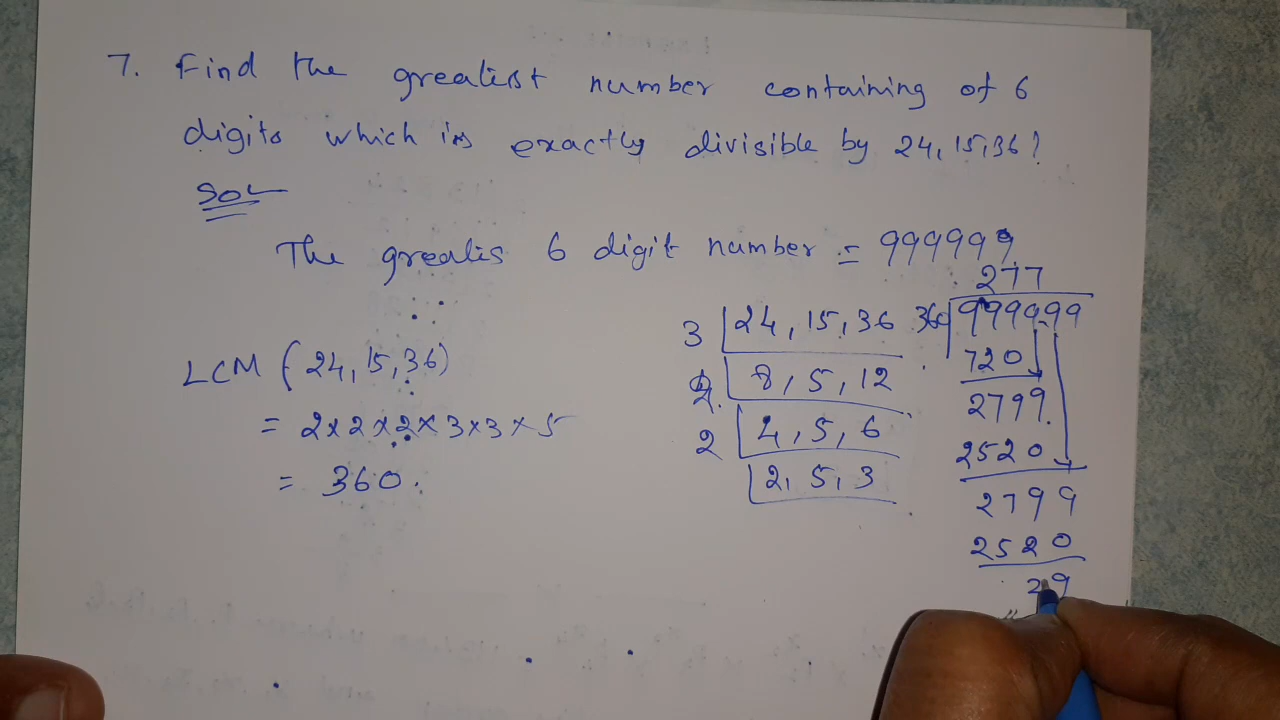 7. Find the greatest number containing of 6
digits which is exactly divisible by 24, 15, 36?
SOL
The greatis 6 digit number = 999999
LCM (24, 15, 36)
= 2x2x2x3x3x5
= 360.
3 24, 15, 36
2 8, 5, 12
2 4, 5, 6
2, 5, 3
277
360 999999
720
2799
2520
2799
2520
29